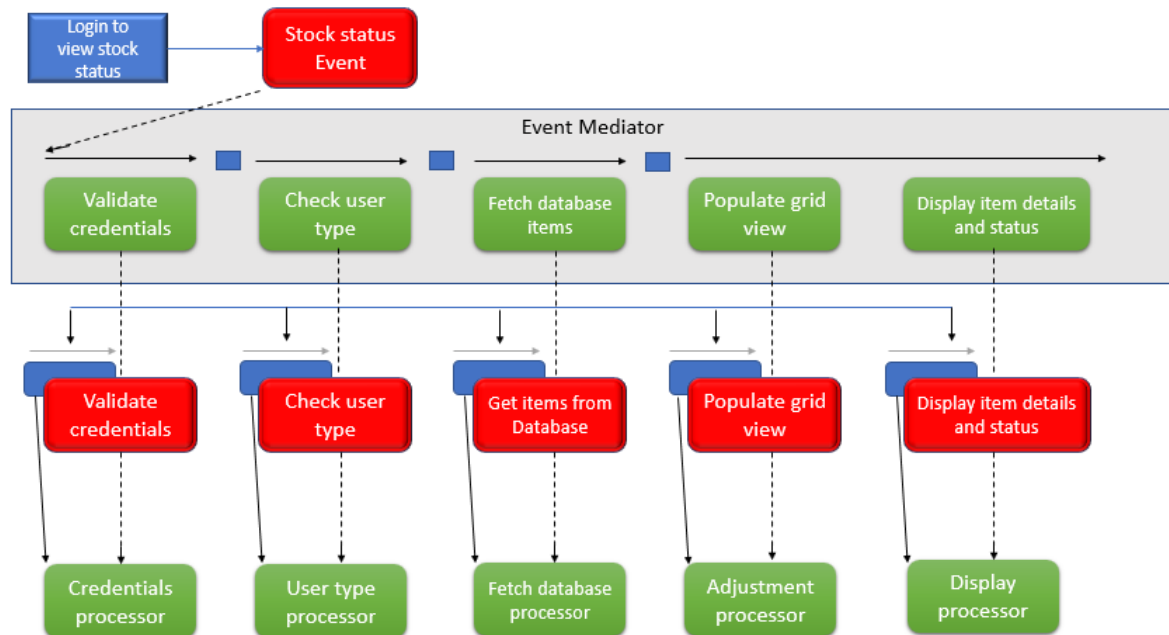 Login to
view stock
status
Stock status
Event
Event Mediator
Validate
credentials
Check user
type
Fetch database
items
Populate grid
view
Display item details
and status
Validate
credentials
Check user
type
Get items from
Database
Populate grid
view
Display item details
and status
Credentials
processor
User type
processor
Fetch database
processor
Adjustment
processor
Display
processor